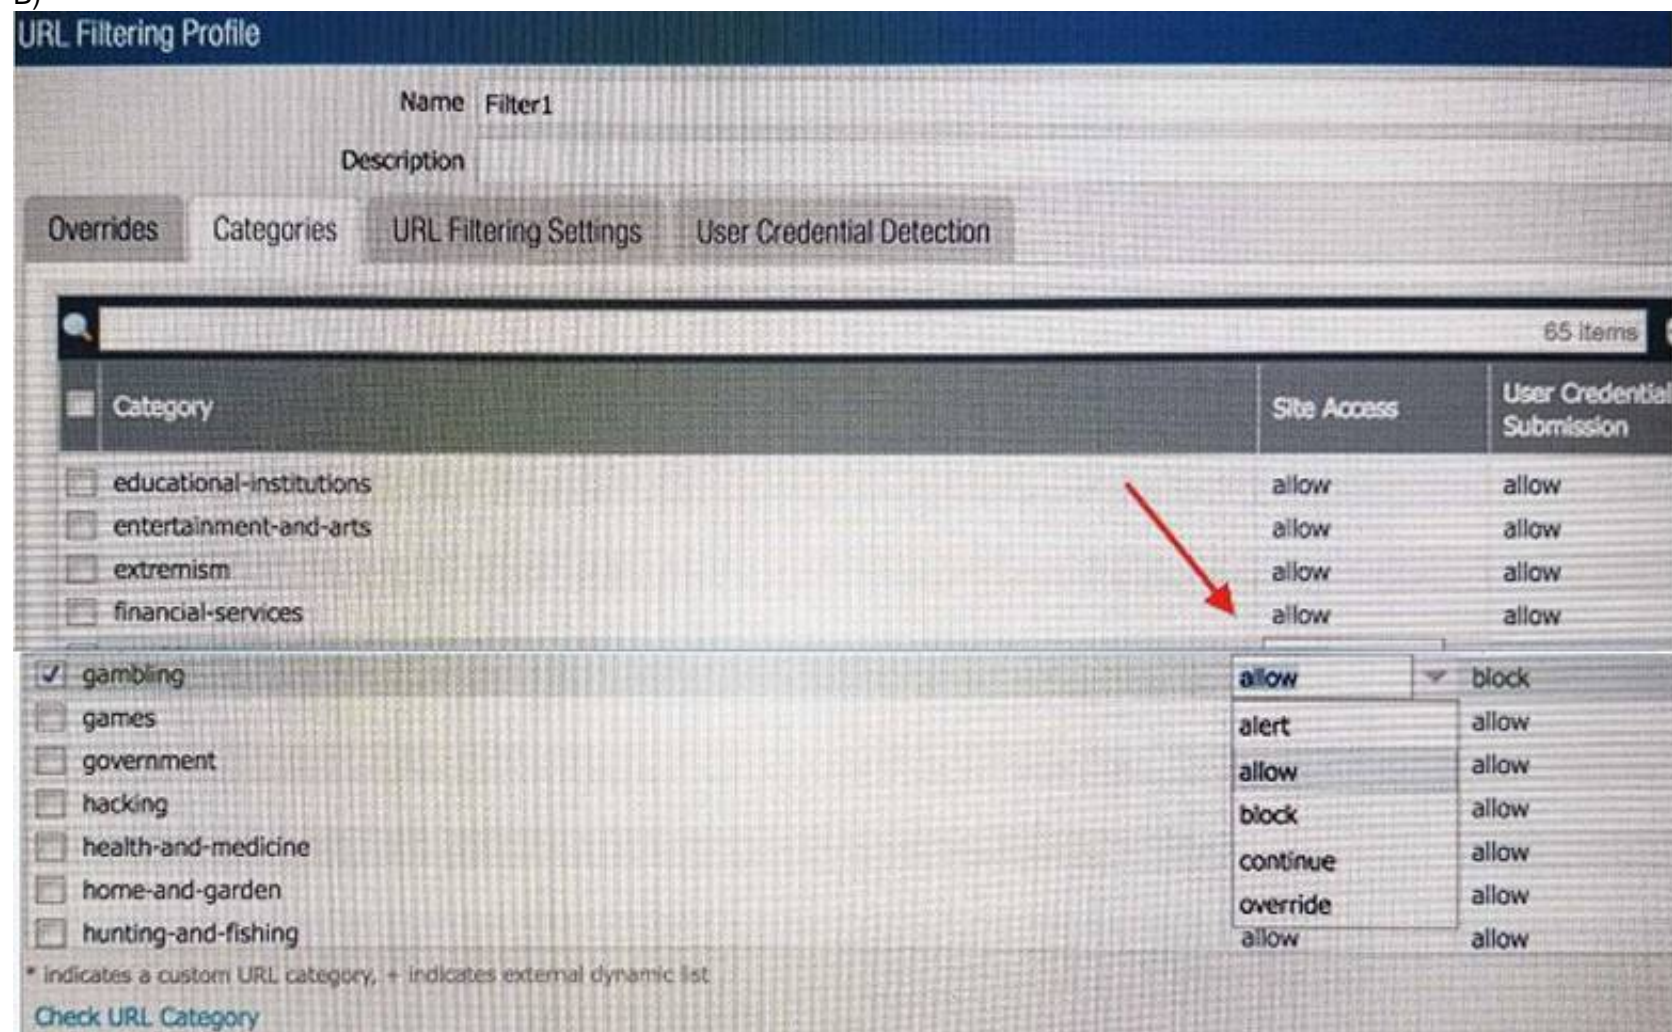 B)
URL Filtering Profile
Name Filter1
Description
Overrides Categories URL Filtering Settings User Credential Detection
65 items
Category Site Access User Credential Submission
educational-institutions allow allow
entertainment-and-arts allow allow
extremism allow allow
financial-services allow allow
gambling allow block
games alert allow
government allow allow
hacking block allow
health-and-medicine continue allow
home-and-garden override allow
hunting-and-fishing allow allow
* indicates a custom URL category, + indicates external dynamic list
Check URL Category